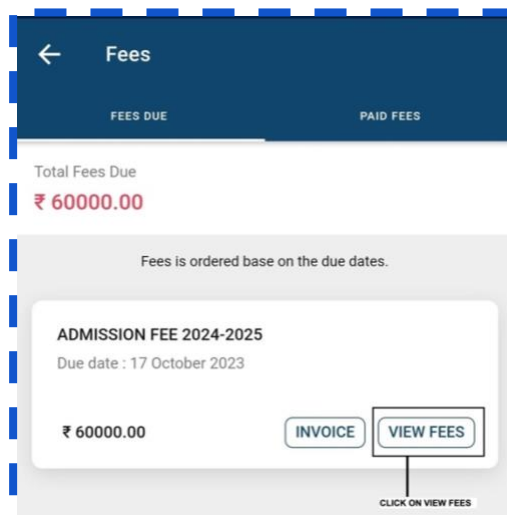 Fees
FEES DUE PAID FEES
Total Fees Due
₹ 60000.00
Fees is ordered base on the due dates.
ADMISSION FEE 2024-2025
Due date : 17 October 2023
₹ 60000.00 INVOICE VIEW FEES
CLICK ON VIEW FEES